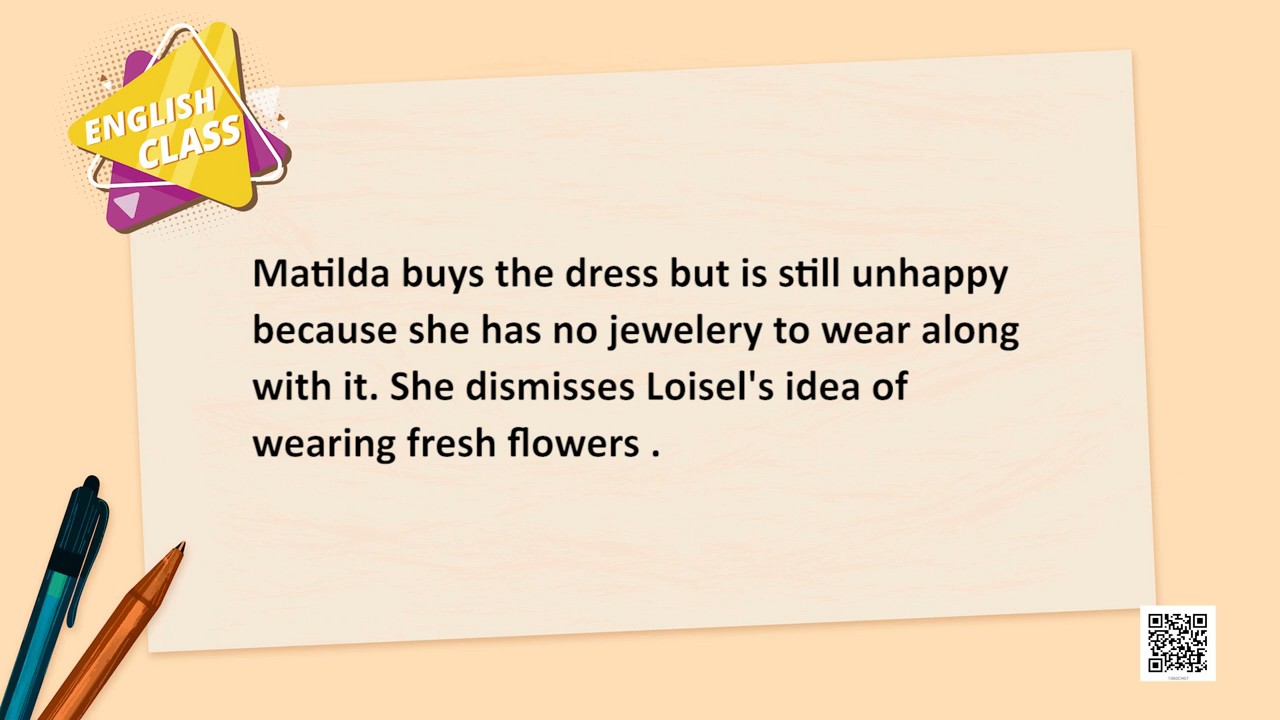 ENGLISH
CLASS
Matilda buys the dress but is still unhappy
because she has no jewelery to wear along
with it. She dismisses Loisel's idea of
wearing fresh flowers .